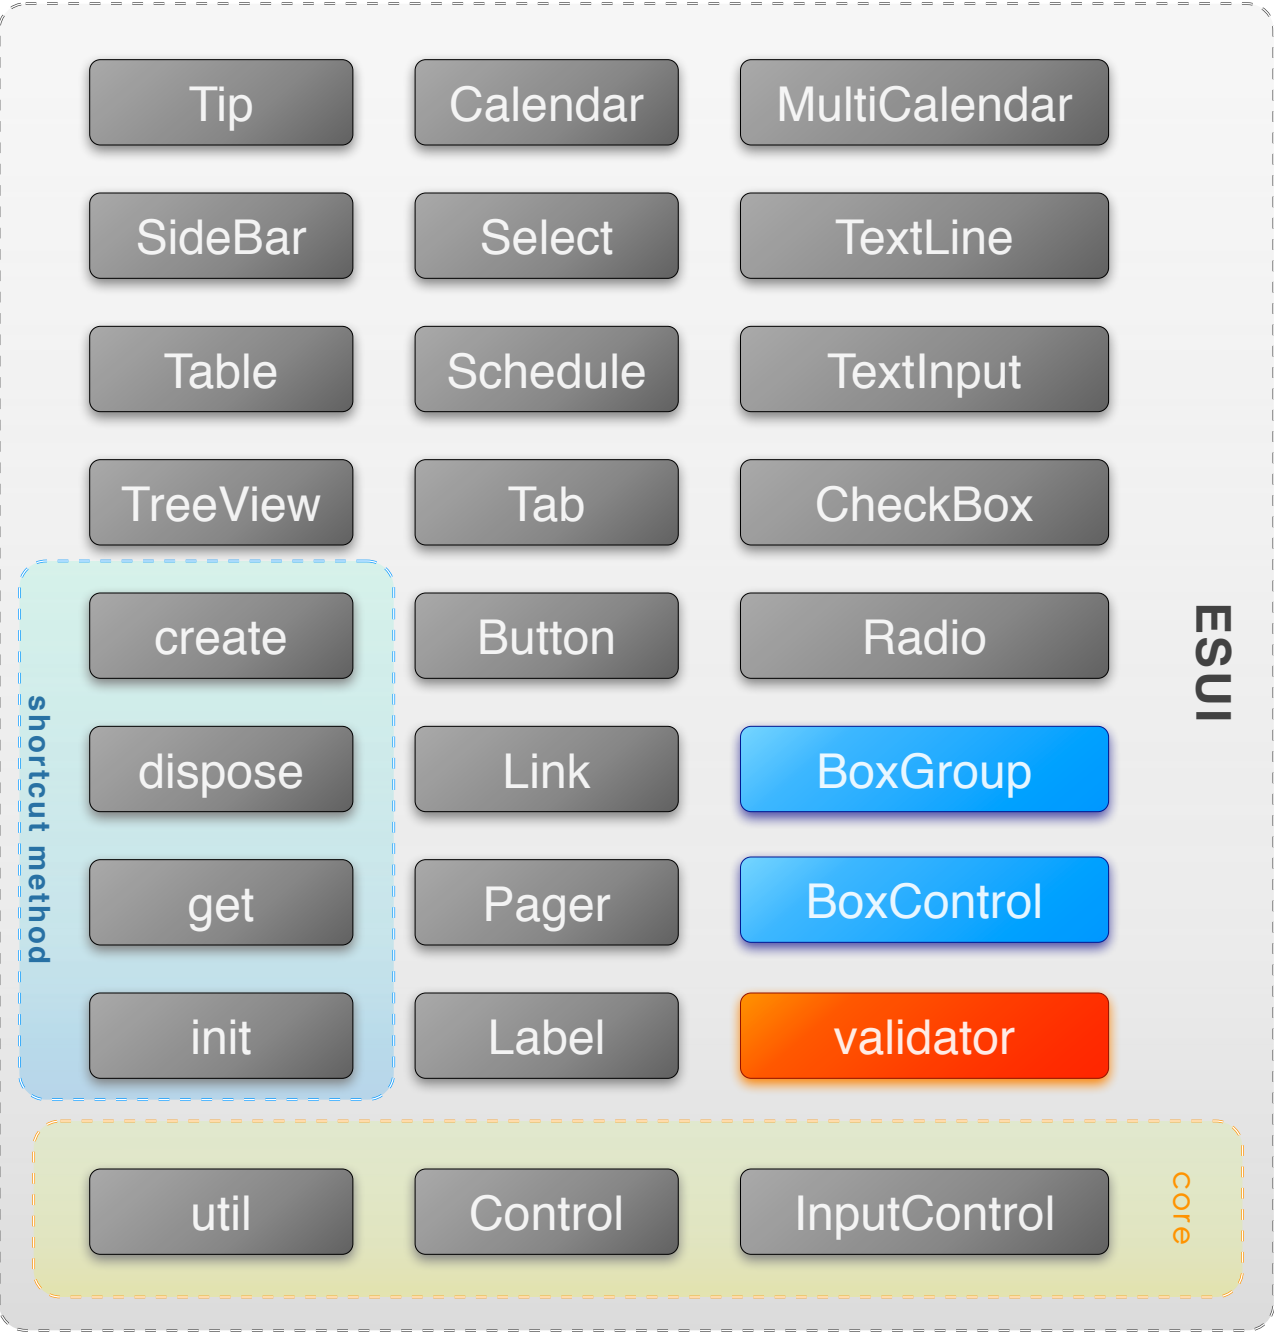 Tip
Calendar
MultiCalendar
SideBar
Select
TextLine
Table
Schedule
TextInput
TreeView
Tab
CheckBox
create
Button
Radio
ESUI
shortcut method
dispose
Link
BoxGroup
get
Pager
BoxControl
init
Label
validator
util
Control
InputControl
core